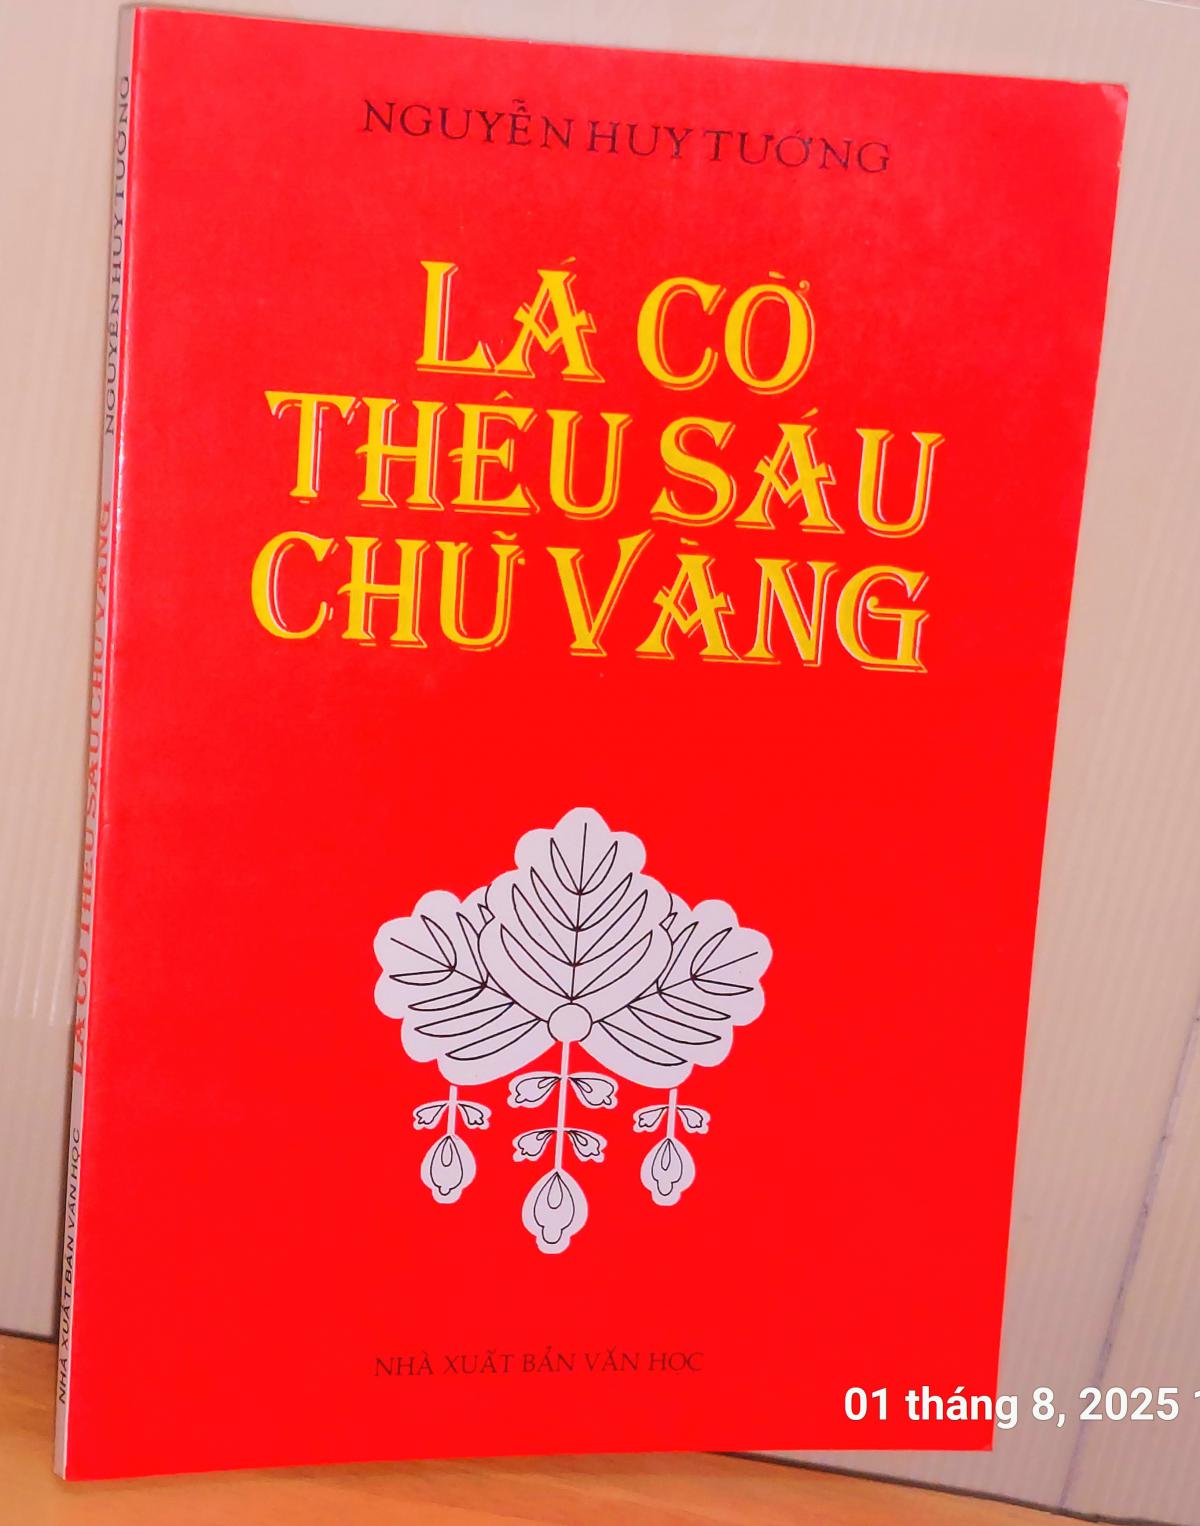 NGUYỄN HUY TƯỞNG
LÁ CỜ
THÊU SÁU
CHỮ VÀNG
NHÀ XUẤT BẢN VĂN HỌC
NHÀ XUẤT BẢN VĂN HỌC LÁ CỜ THÊU SÁU CHỮ VÀNG NGUYỄN HUY TƯỞNG
01 tháng 8, 2025